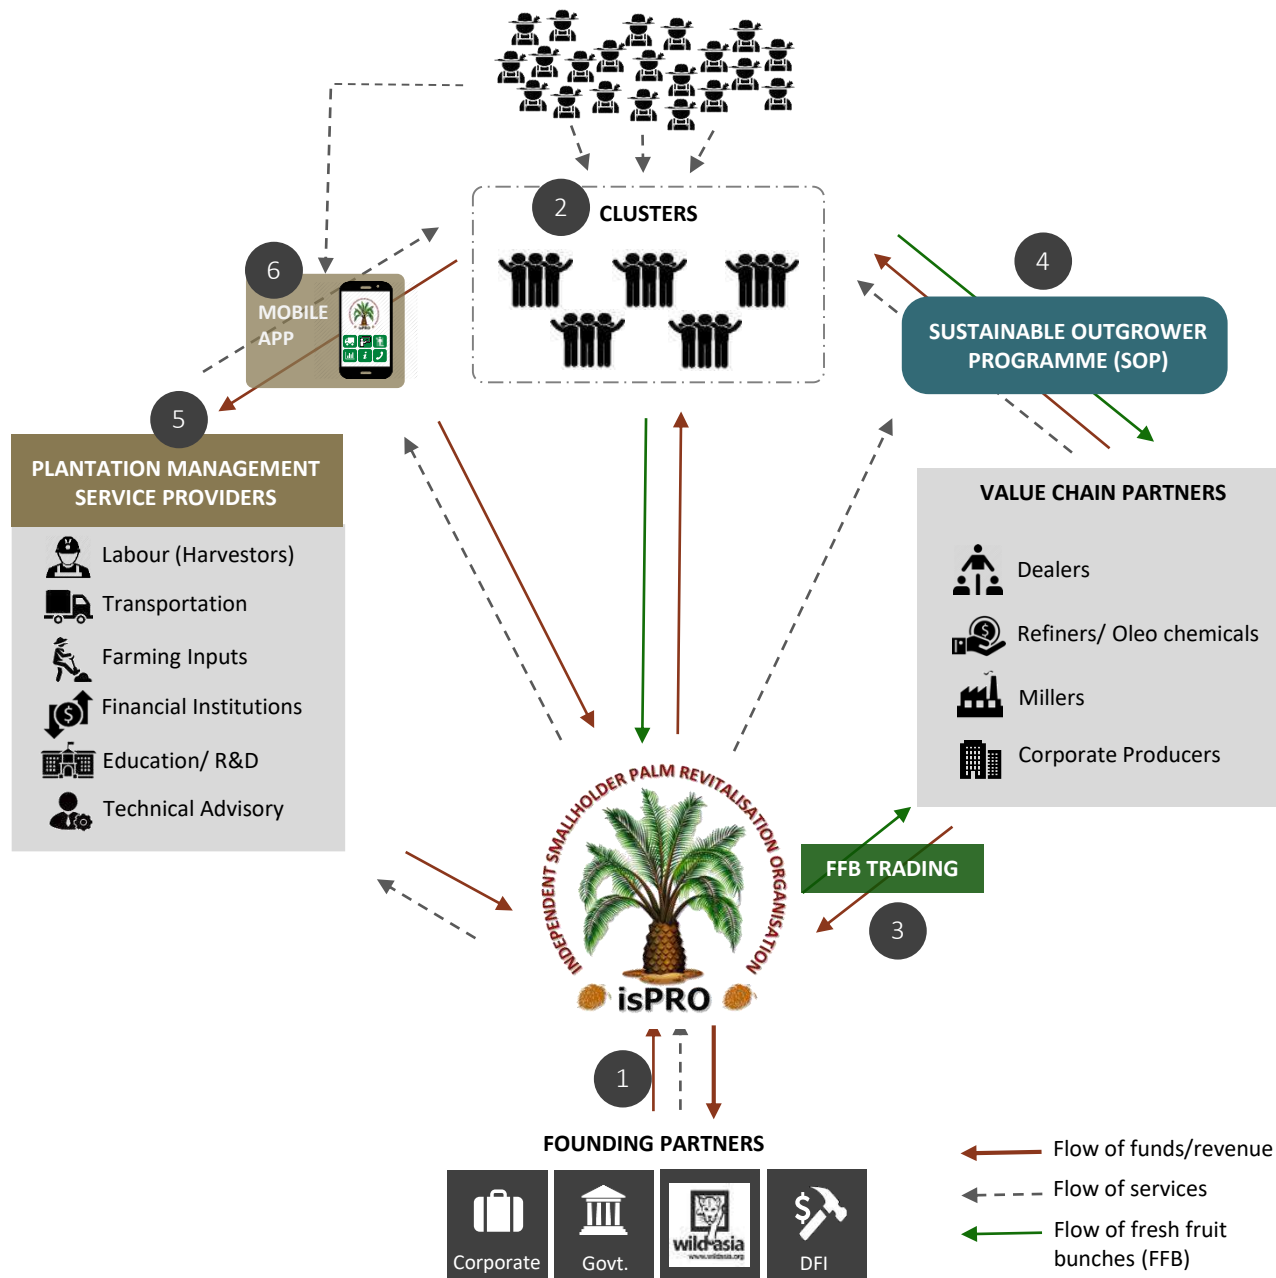 2
CLUSTERS
6
MOBILE
APP
4
SUSTAINABLE OUTGROWER
PROGRAMME (SOP)
5
PLANTATION MANAGEMENT
SERVICE PROVIDERS
Labour (Harvestors)
Transportation
Farming Inputs
Financial Institutions
Education/ R&D
Technical Advisory
VALUE CHAIN PARTNERS
Dealers
Refiners/ Oleo chemicals
Millers
Corporate Producers
INDEPENDENT SMALLHOLDER PALM REVITALISATION ORGANISATION
isPRO
FFB TRADING
3
1
FOUNDING PARTNERS
Corporate
Govt.
wild asia
www.wildasia.org
DFI
Flow of funds/revenue
Flow of services
Flow of fresh fruit
bunches (FFB)